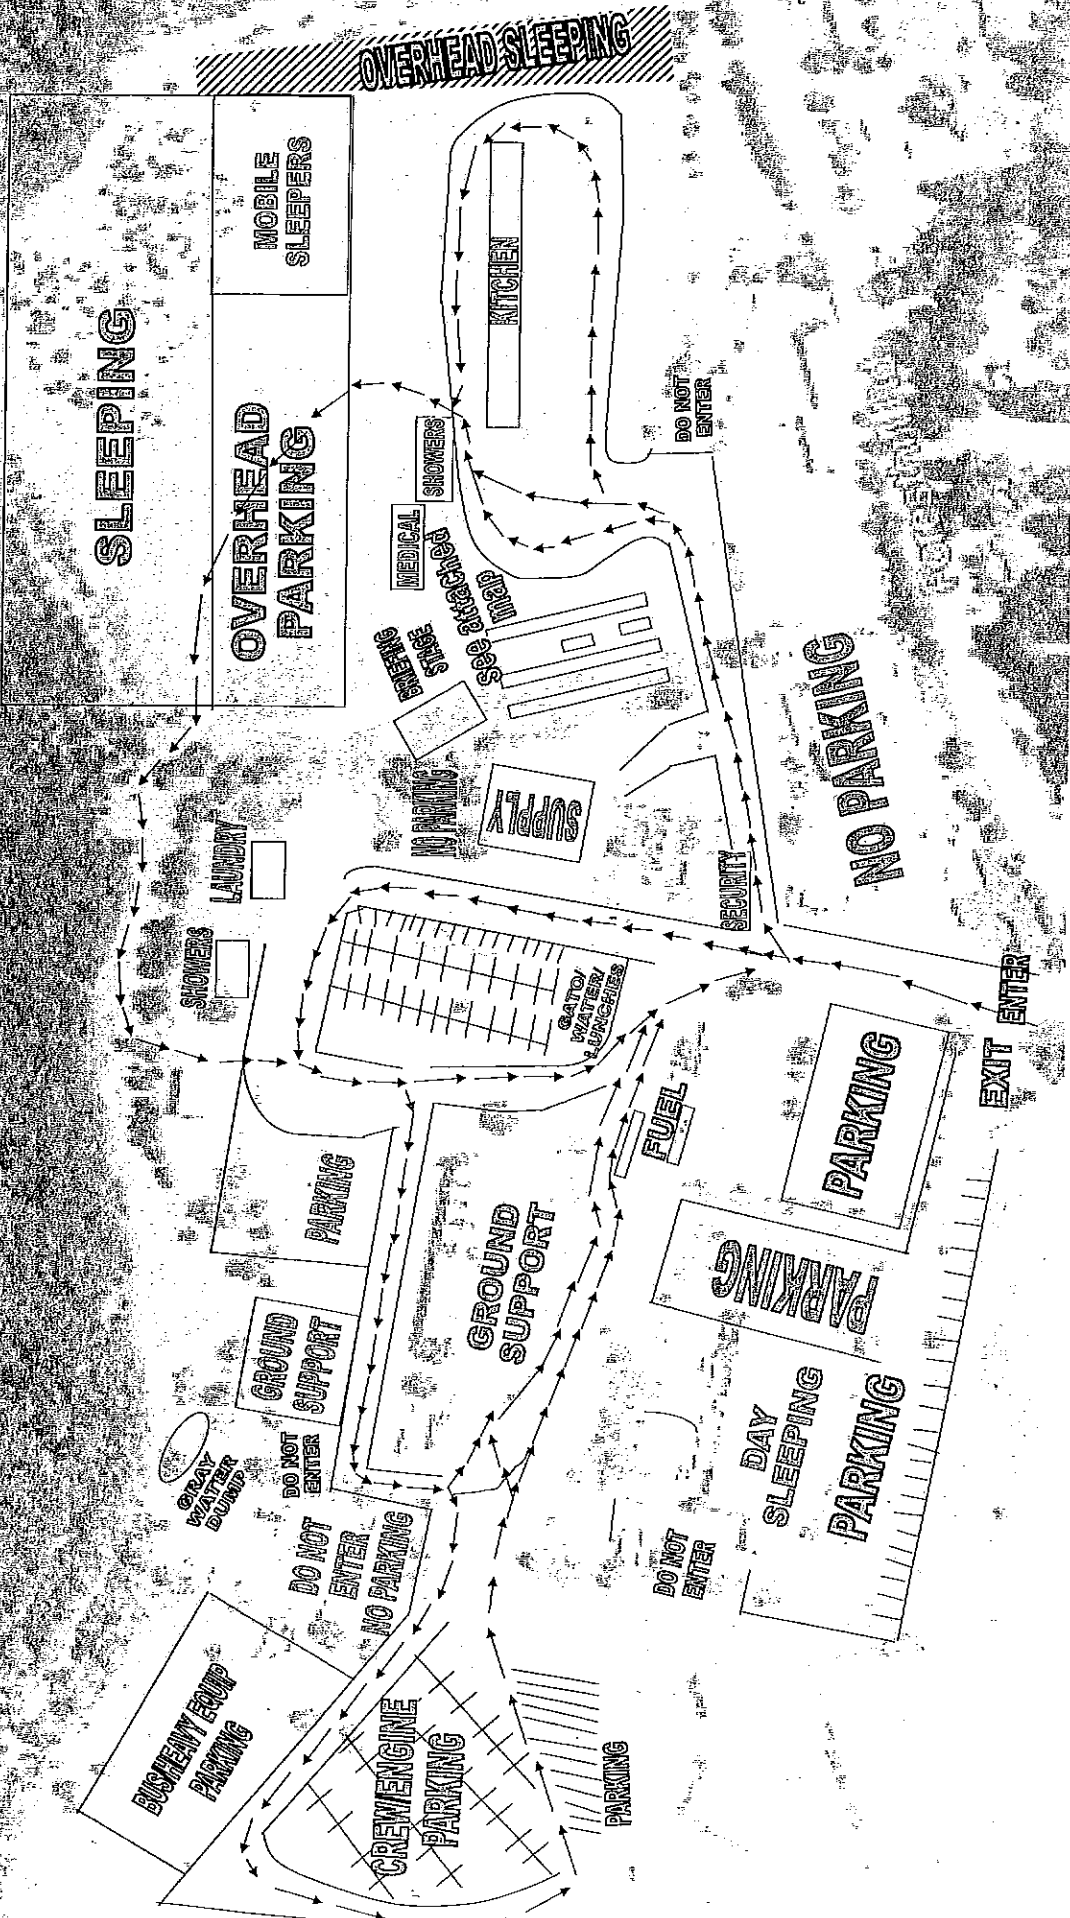 OVERHEAD SLEEPING
MOBILE
SLEEPERS
SLEEPING
OVERHEAD
PARKING
KITCHEN
DO NOT
ENTER
SHOWERS
MEDICAL
see attached
map
BRIEFING
STAGE
NO PARKING
NO PARKING
SUPPLY
LAUNDRY
SHOWERS
SECURITY
GATO/
WATER/
LUNCHES
ENTER
EXIT
PARKING
FUEL
PARKING
GROUND
SUPPORT
PARKING
GROUND
SUPPORT
DAY
SLEEPING
PARKING
GRAY
WATER
DUMP
DO NOT
ENTER
DO NOT
ENTER
NO PARKING
DO NOT
ENTER
BUS/HEAVY EQUIP
PARKING
CREW/ENGINE
PARKING
PARKING